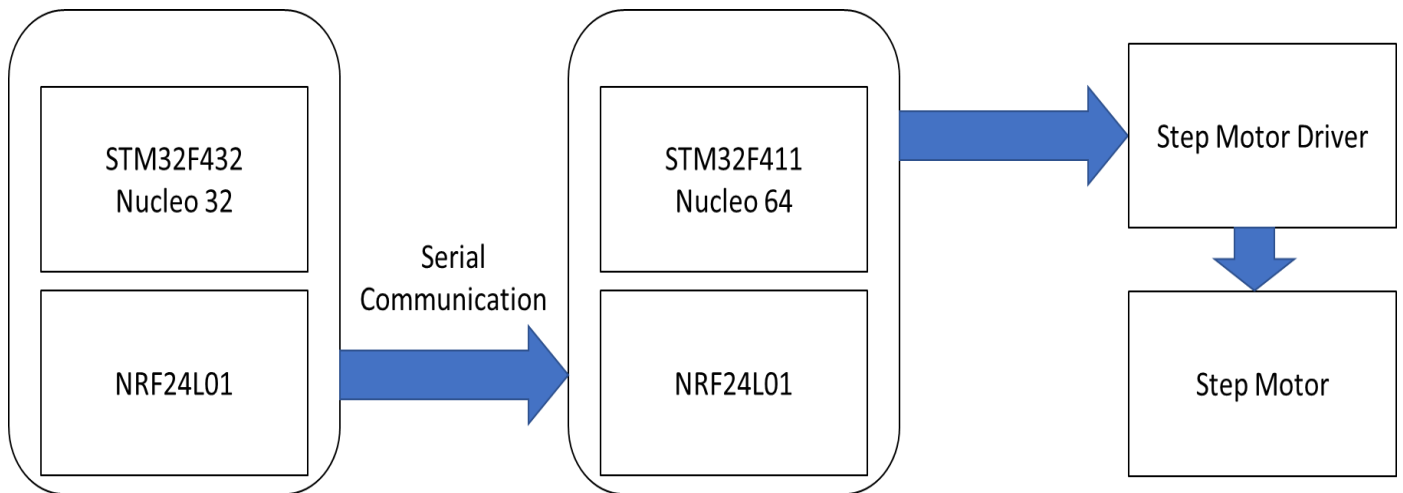 STM32F432
Nucleo 32
NRF24L01
Serial
Communication
STM32F411
Nucleo 64
NRF24L01
Step Motor Driver
Step Motor